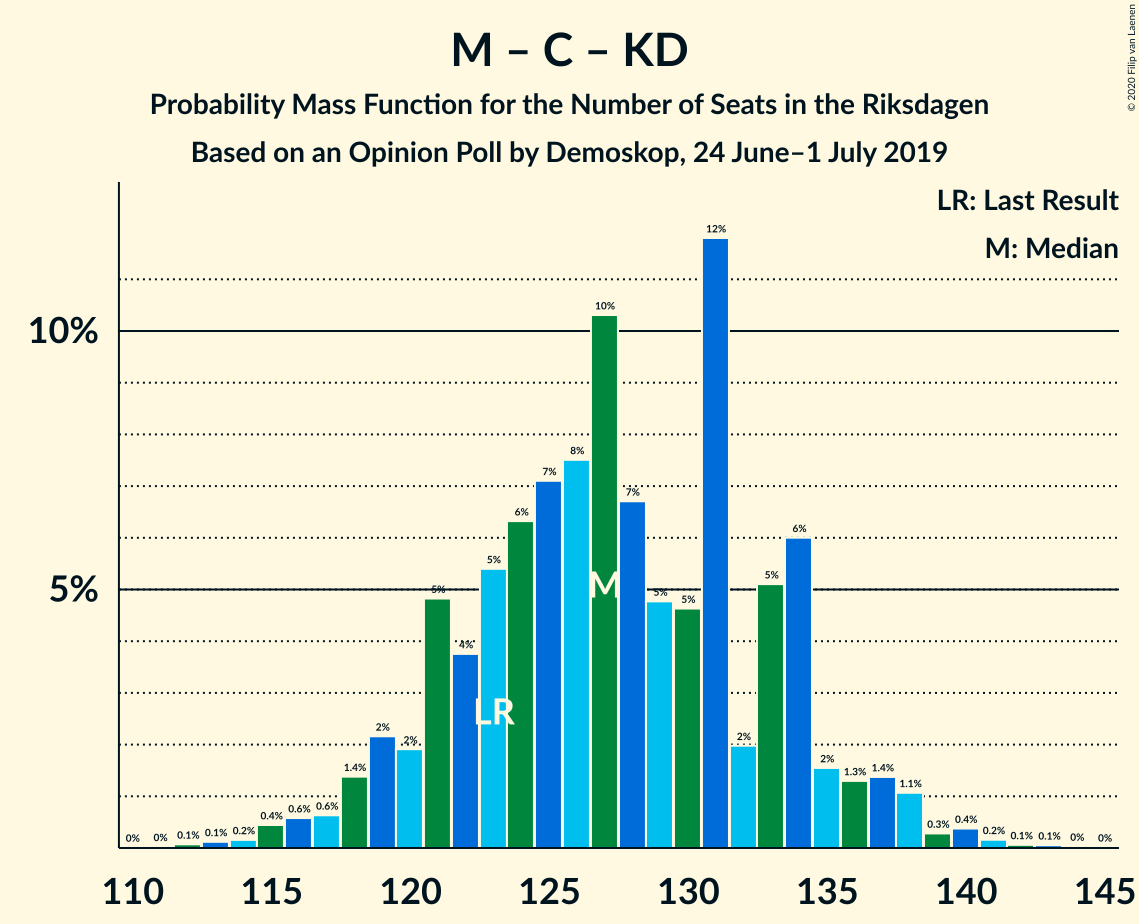 © 2020 Filip van Laenen
M – C – KD
Probability Mass Function for the Number of Seats in the Riksdagen
Based on an Opinion Poll by Demoskop, 24 June–1 July 2019
LR: Last Result
M: Median
10%
5%
0% 0% 0.1% 0.1% 0.2% 0.4% 0.6% 0.6% 1.4% 2% 2% 5% 4% 5% 6% 7% 8% 10% 7% 5% 5% 12% 2% 5% 6% 2% 1.3% 1.4% 1.1% 0.3% 0.4% 0.2% 0.1% 0.1% 0% 0%
M
LR
110 115 120 125 130 135 140 145